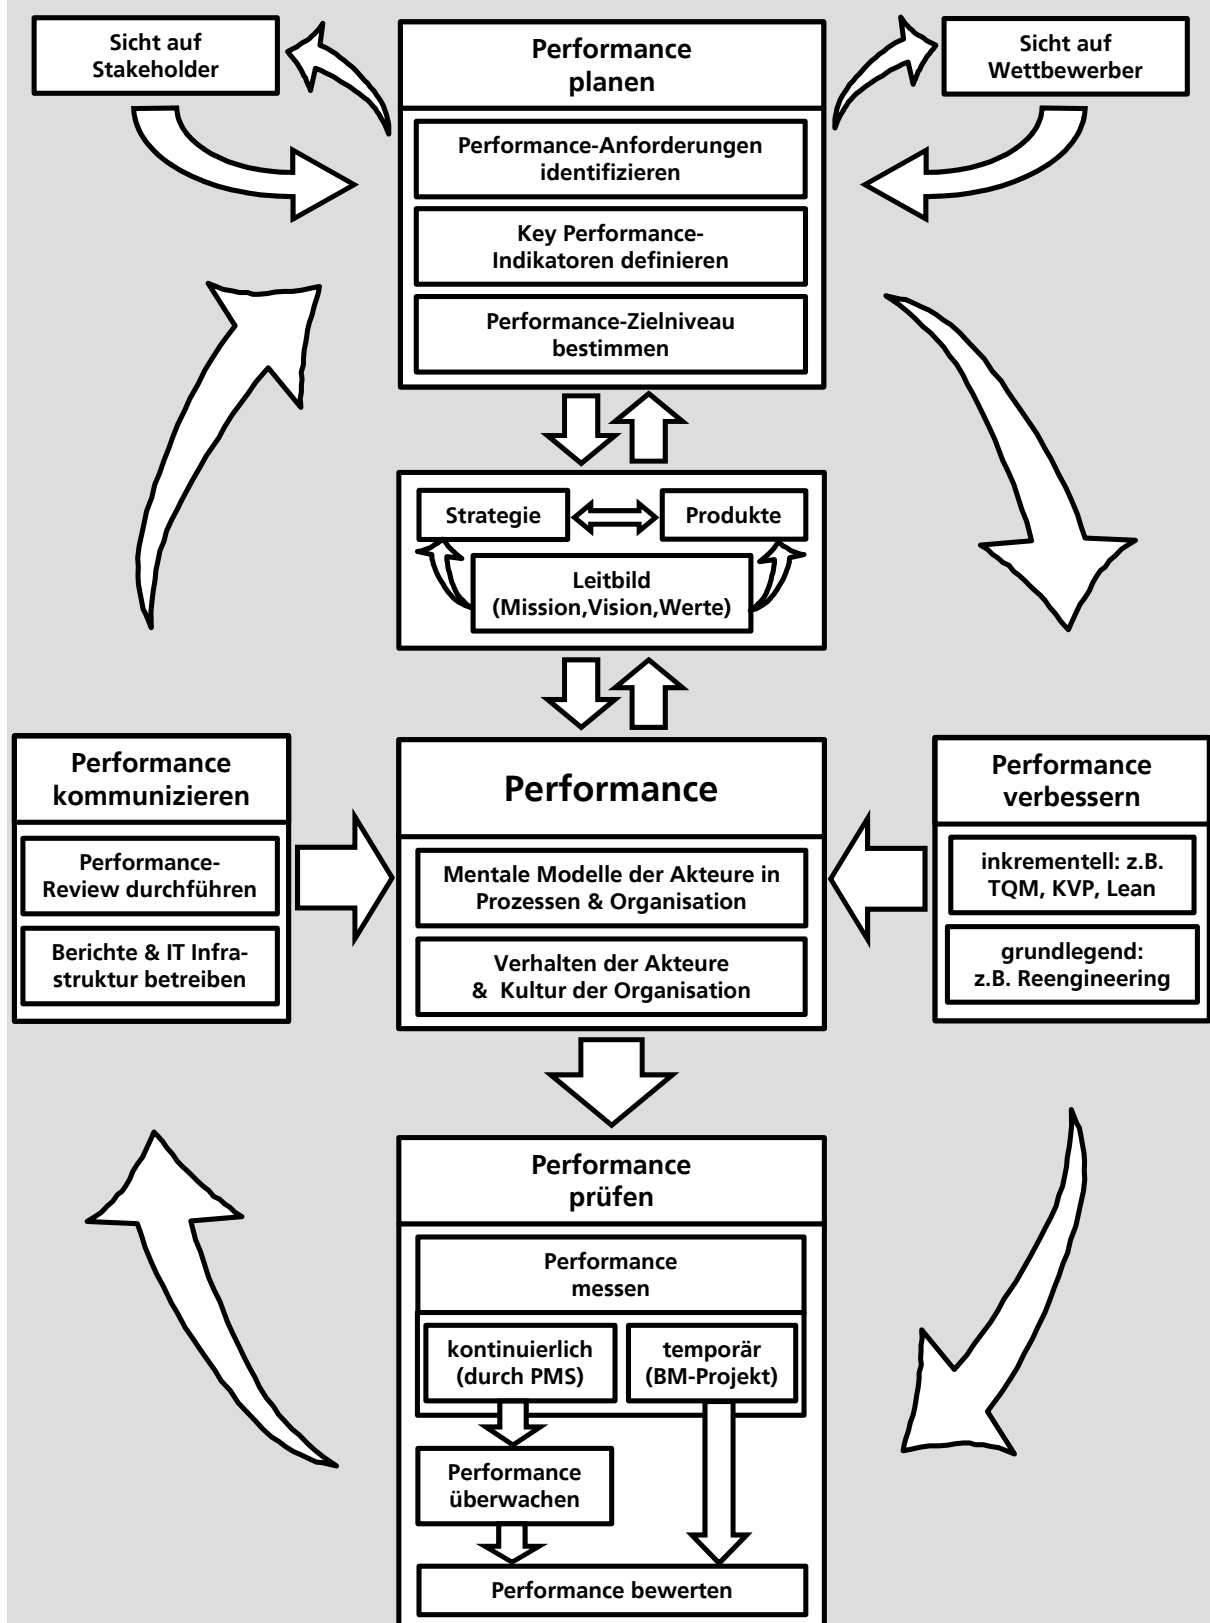 Sicht auf
Stakeholder
Performance
planen
Sicht auf
Wettbewerber
Performance-Anforderungen
identifizieren
Key Performance-
Indikatoren definieren
Performance-Zielniveau
bestimmen
Strategie
Produkte
Leitbild
(Mission,Vision,Werte)
Performance
kommunizieren
Performance-
Review durchführen
Berichte & IT Infra-
struktur betreiben
Performance
Mentale Modelle der Akteure in
Prozessen & Organisation
Verhalten der Akteure
& Kultur der Organisation
Performance
verbessern
inkrementell: z.B.
TQM, KVP, Lean
grundlegend:
z.B. Reengineering
Performance
prüfen
Performance
messen
kontinuierlich
(durch PMS)
temporär
(BM-Projekt)
Performance
überwachen
Performance bewerten